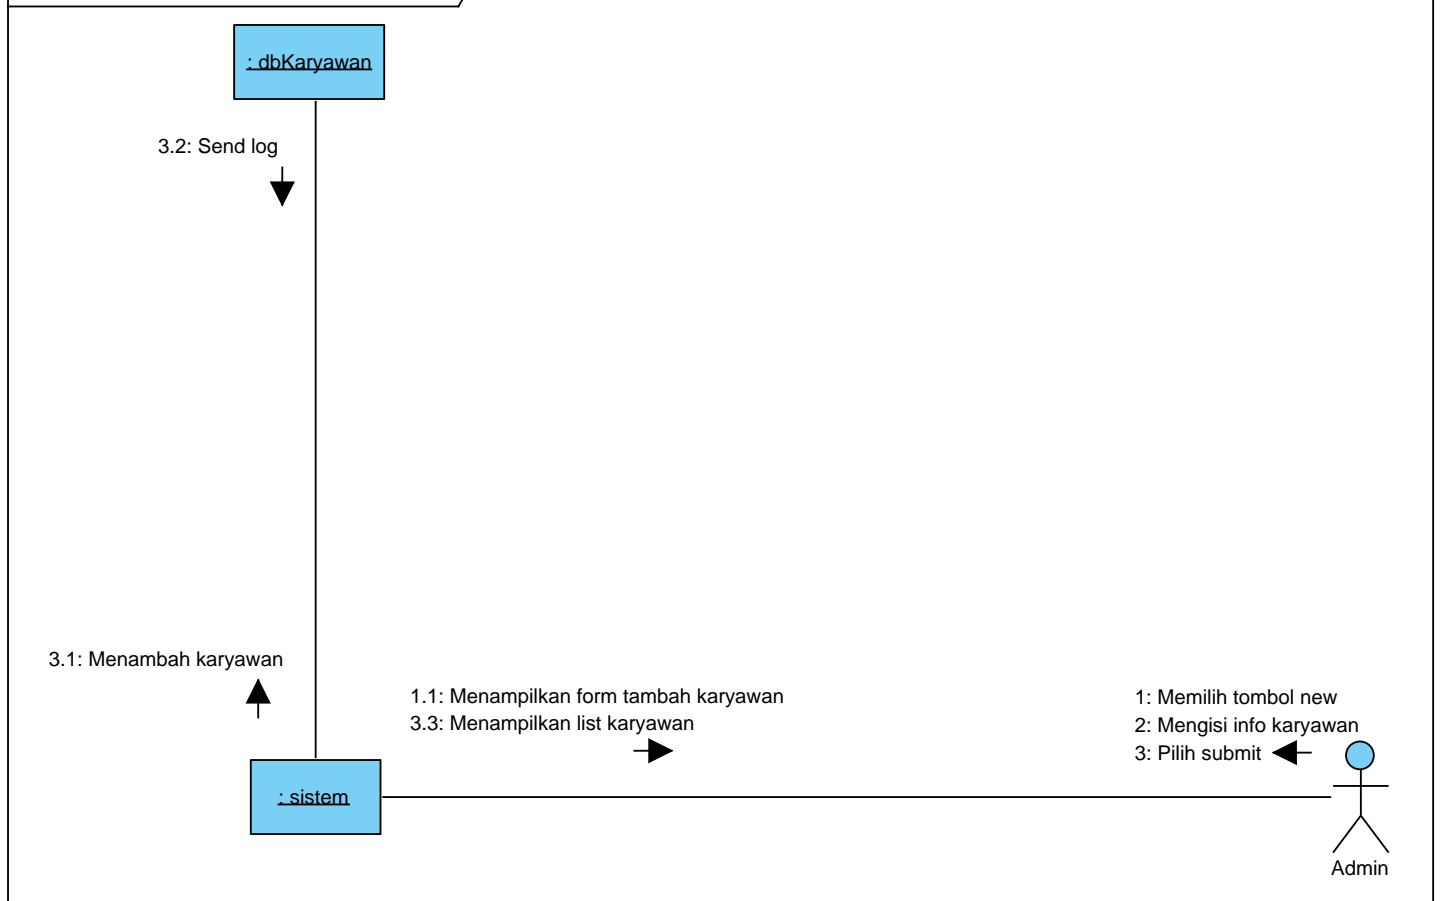 : dbKaryawan
3.2: Send log
3.1: Menambah karyawan
1.1: Menampilkan form tambah karyawan
3.3: Menampilkan list karyawan
1: Memilih tombol new
2: Mengisi info karyawan
3: Pilih submit
: sistem
Admin